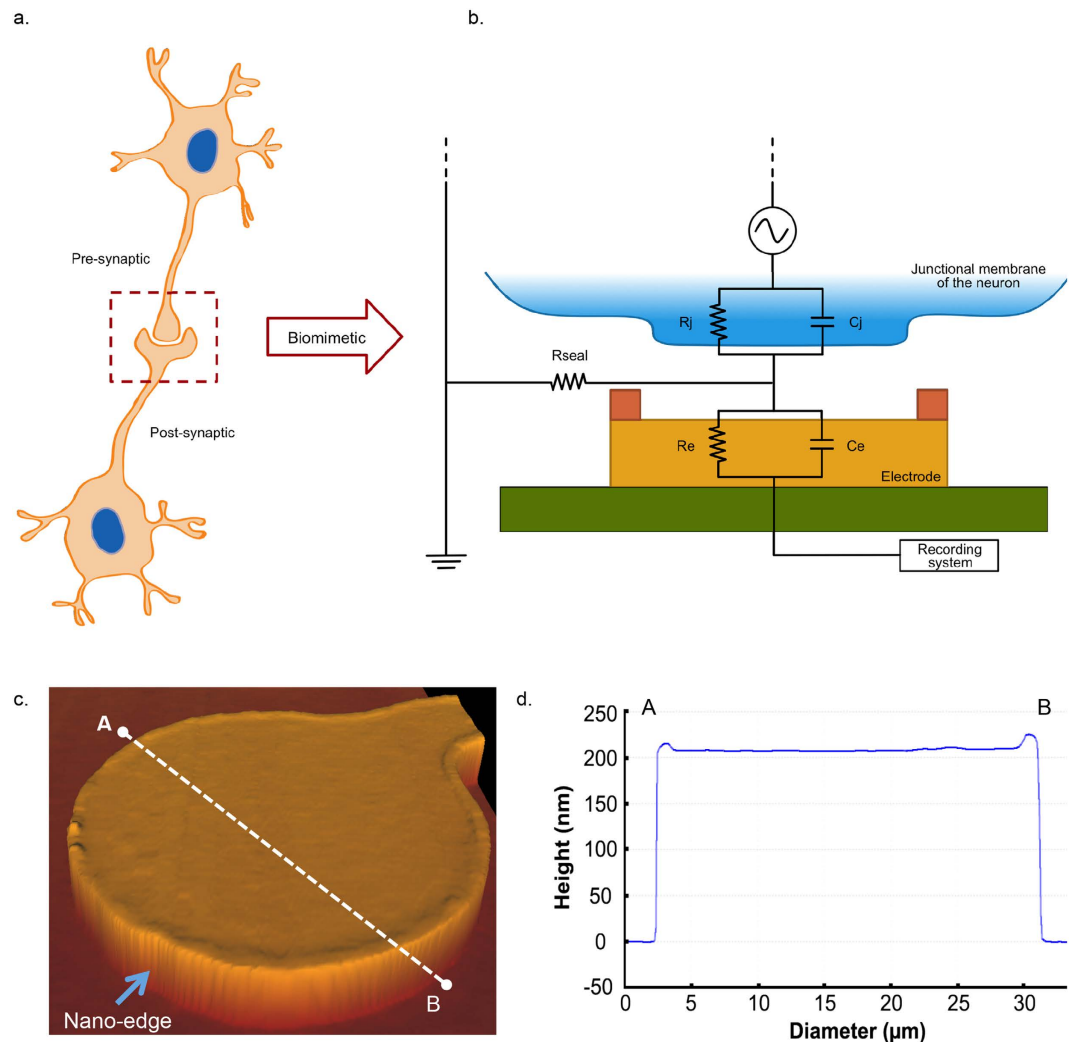 a.
b.
Pre-synaptic
Post-synaptic
Biomimetic
Junctional membrane
of the neuron
Rj
Cj
Rseal
Re
Ce
Electrode
Recording
system
c.
A
B
Nano-edge
d.
A
B
Height (nm)
250
200
150
100
50
0
-50
0
5
10
15
20
25
30
Diameter (µm)